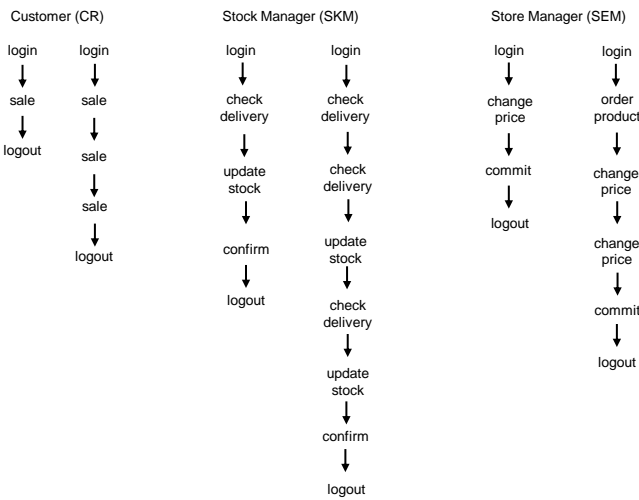 Customer (CR)
login
sale
logout
login
sale
sale
sale
logout
Stock Manager (SKM)
login
check
delivery
update
stock
confirm
logout
login
check
delivery
check
delivery
update
stock
check
delivery
update
stock
confirm
logout
Store Manager (SEM)
login
change
price
commit
logout
login
order
product
change
price
change
price
commit
logout